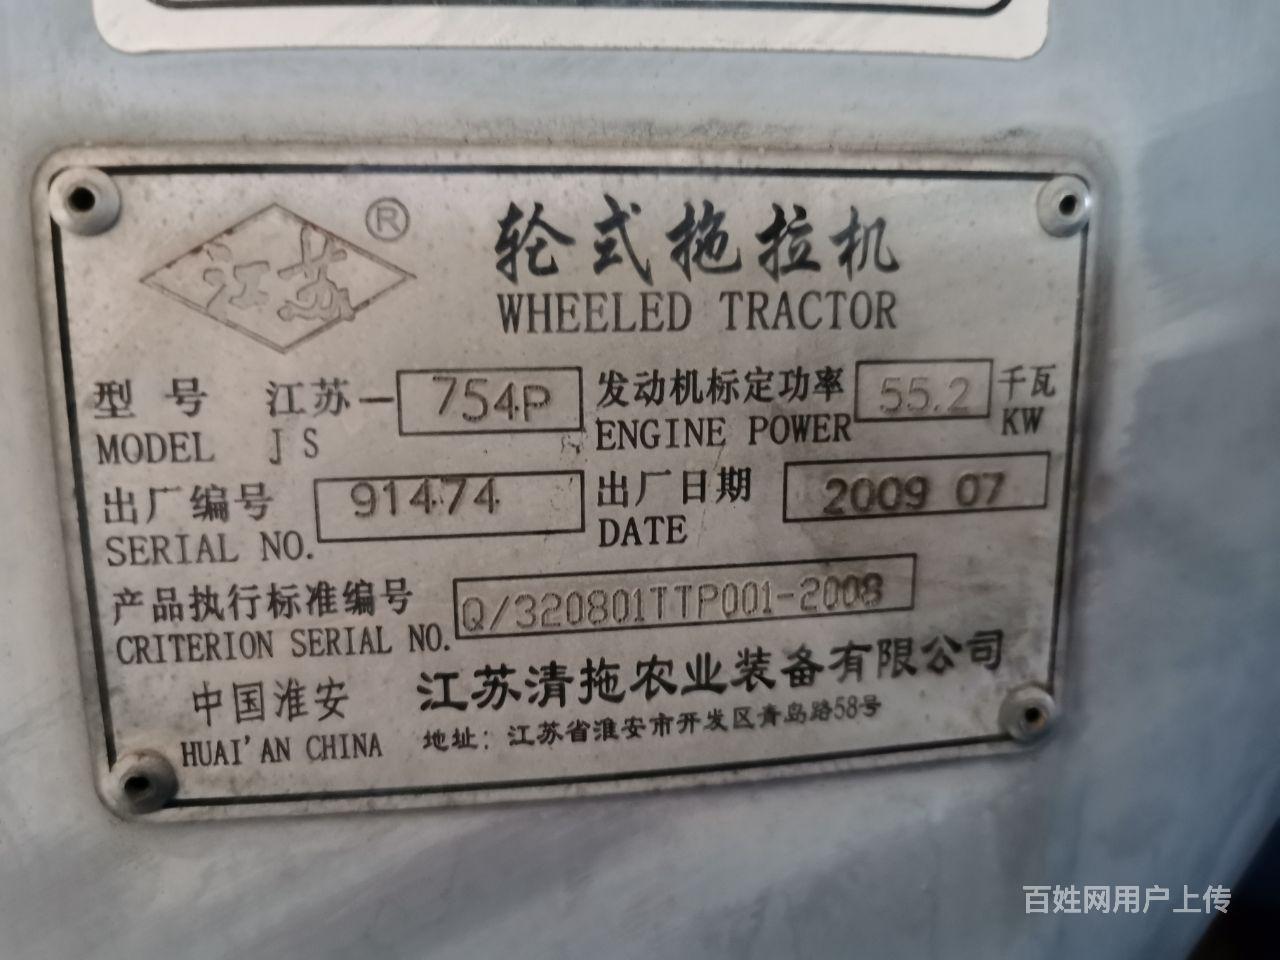 江苏 ®
轮式拖拉机
WHEELED TRACTOR
型号 江苏-754P 发动机标定功率 55.2 千瓦
MODEL JS ENGINE POWER KW
出厂编号 91474 出厂日期 2009 07
SERIAL NO. DATE
产品执行标准编号 Q/320801TTP001-2008
CRITERION SERIAL NO.
中国淮安 江苏清拖农业装备有限公司
HUAI'AN CHINA 地址：江苏省淮安市开发区青岛路58号
百姓网用户上传